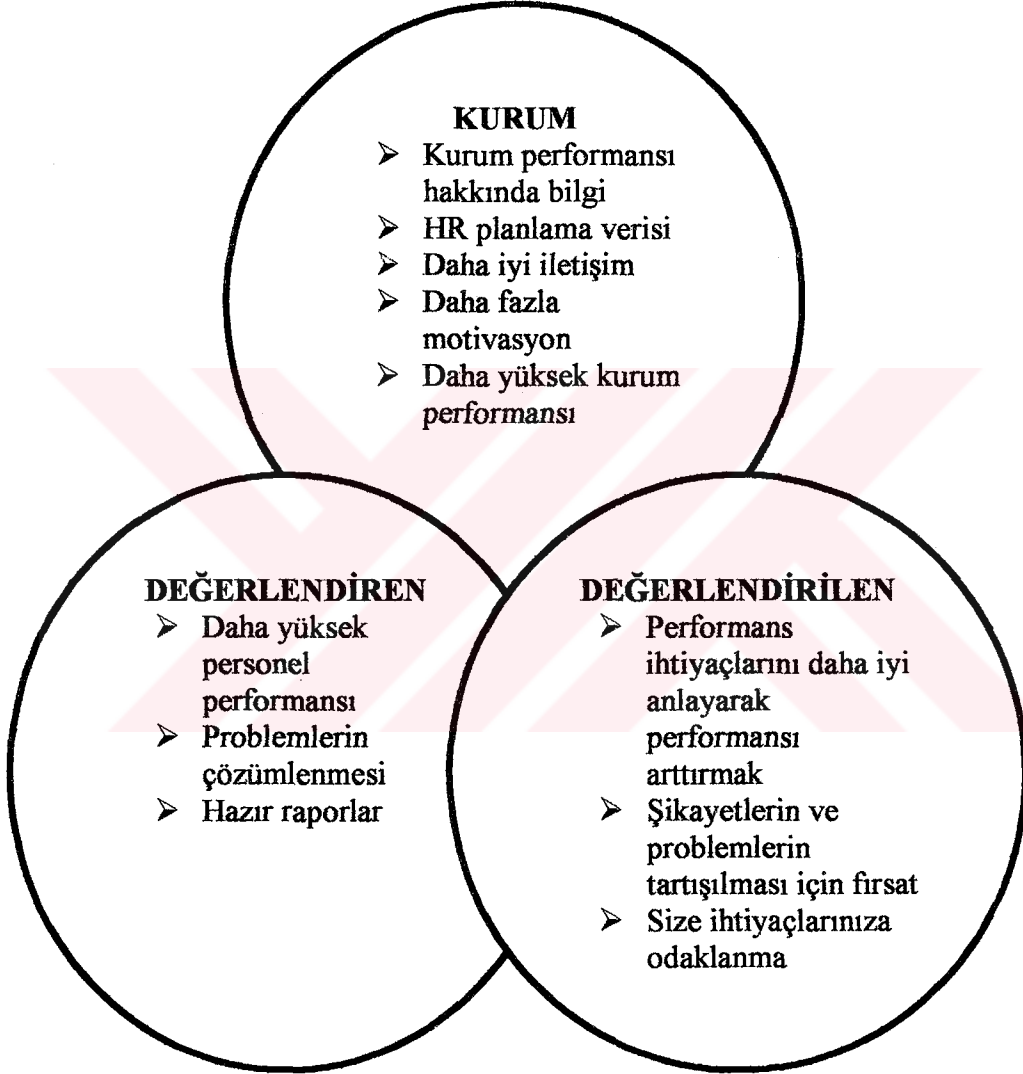 KURUM
➢ Kurum performansı
hakkında bilgi
➢ HR planlama verisi
➢ Daha iyi iletişim
➢ Daha fazla
motivasyon
➢ Daha yüksek kurum
performansı
DEĞERLENDİREN
➢ Daha yüksek
personel
performansı
➢ Problemlerin
çözümlenmesi
➢ Hazır raporlar
DEĞERLENDİRİLEN
➢ Performans
ihtiyaçlarını daha iyi
anlayarak
performansı
arttırmak
➢ Şikayetlerin ve
problemlerin
tartışılması için fırsat
➢ Size ihtiyaçlarınıza
odaklanma